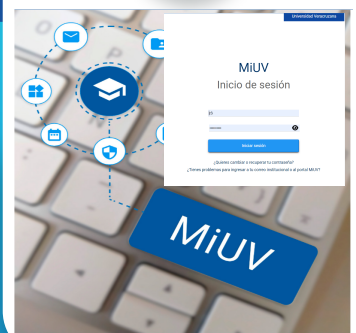 Universidad Veracruzana
MiUV
Inicio de sesión
Iniciar sesión
¿Quieres cambiar o recuperar tu contraseña?
¿Tienes problemas para ingresar a tu correo institucional o al portal MiUV?
MiUV